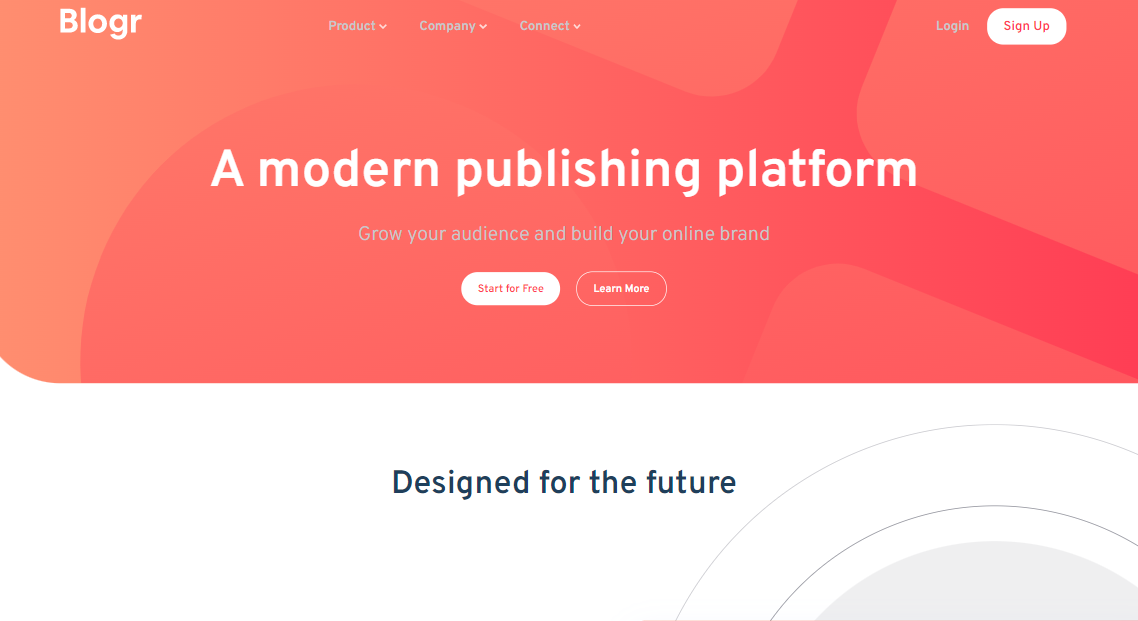 Blogr
Product
Company
Connect
Login
Sign Up
A modern publishing platform
Grow your audience and build your online brand
Start for Free
Learn More
Designed for the future